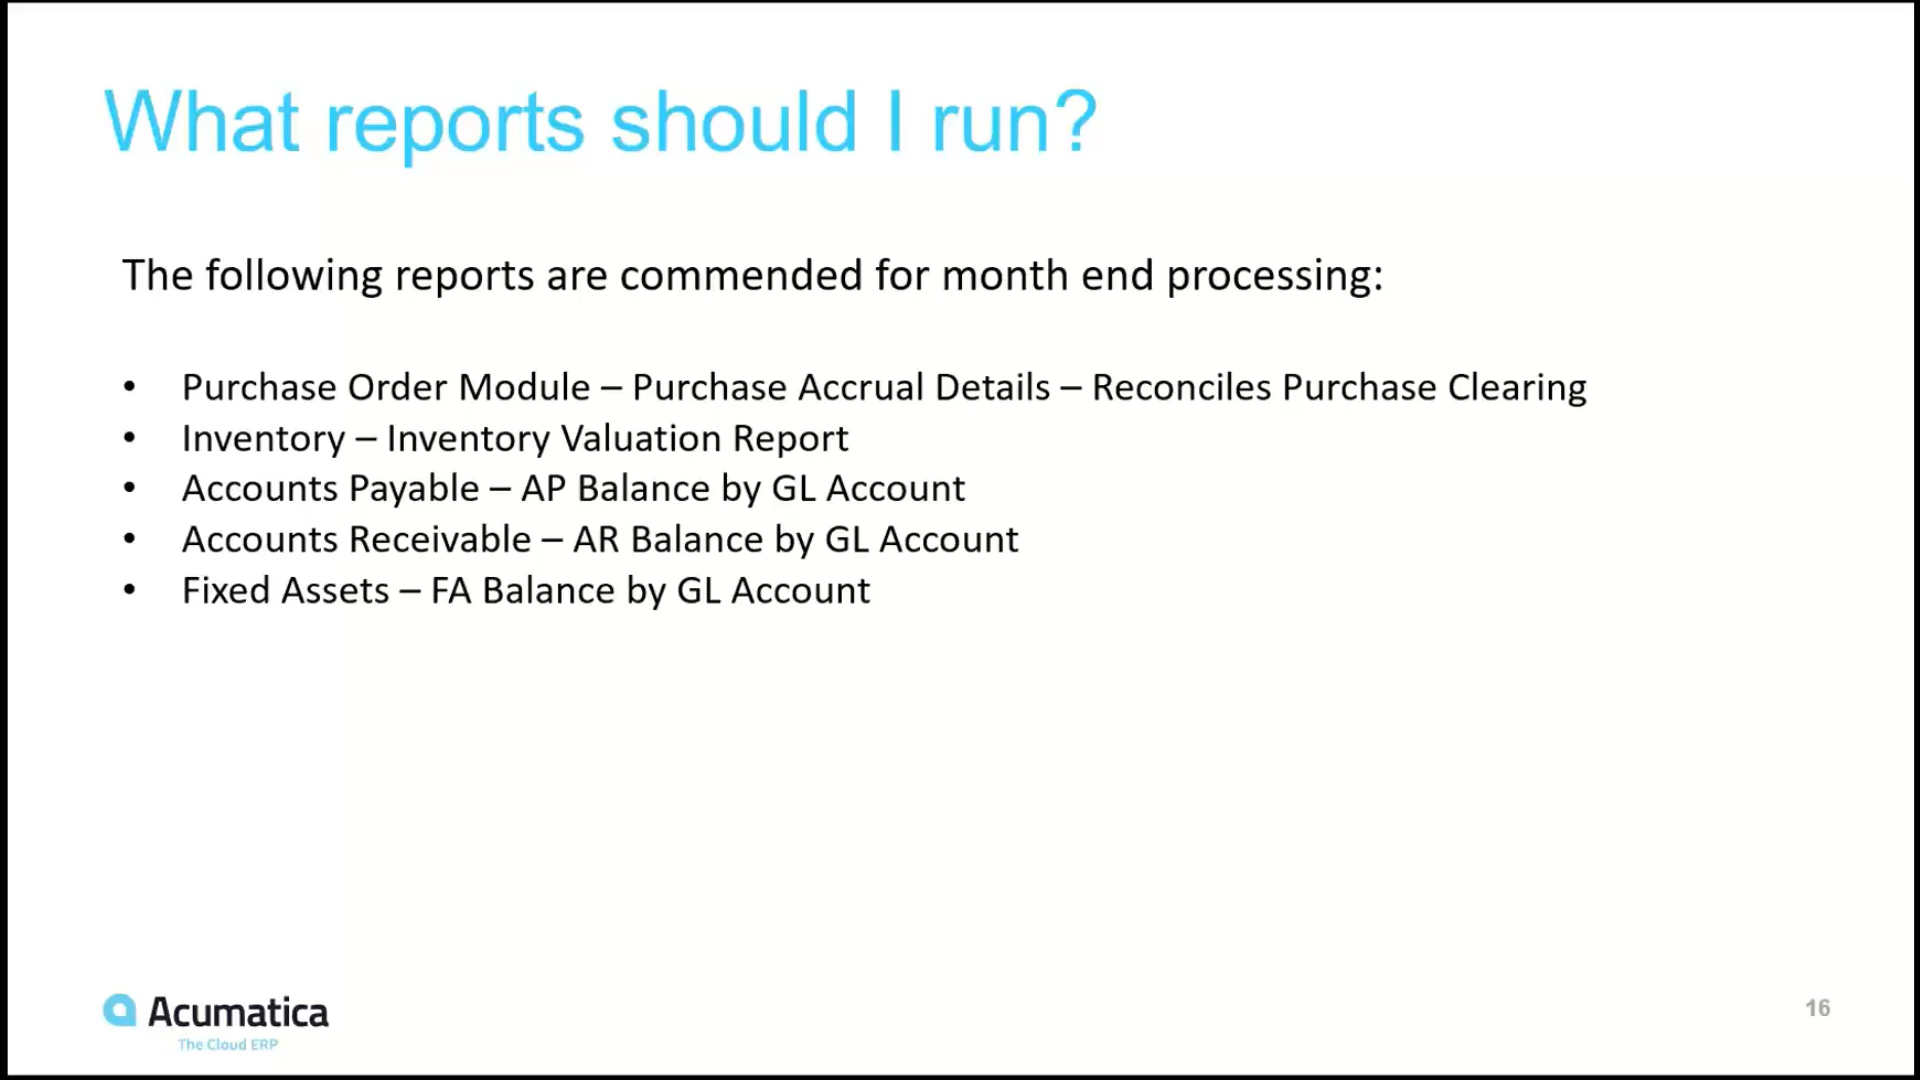 What reports should I run?
The following reports are commended for month end processing:
• Purchase Order Module – Purchase Accrual Details – Reconciles Purchase Clearing
• Inventory – Inventory Valuation Report
• Accounts Payable – AP Balance by GL Account
• Accounts Receivable – AR Balance by GL Account
• Fixed Assets – FA Balance by GL Account
Acumatica
The Cloud ERP
16